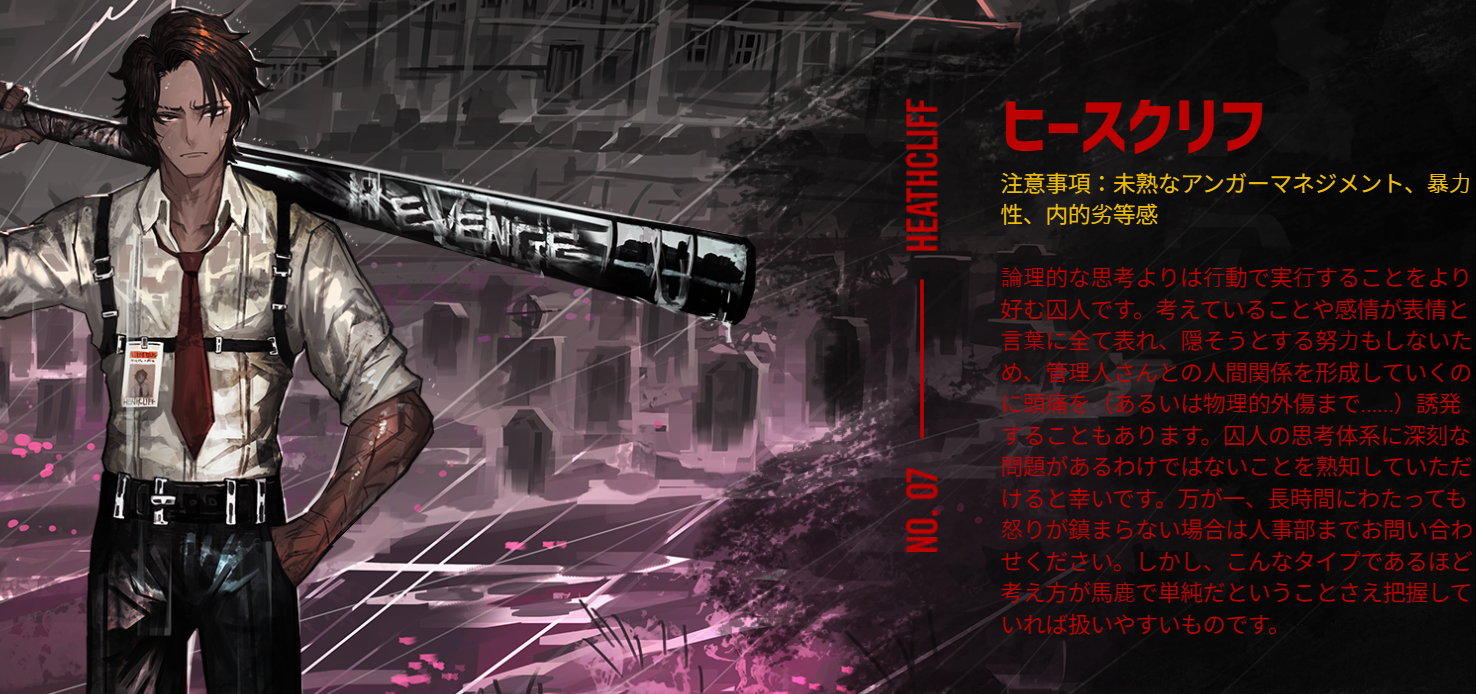 REVENGE
HEATHCLIFF
NO. 07
ヒースクリフ
注意事項：未熟なアンガーマネジメント、暴力
性、内的劣等感
論理的な思考よりは行動で実行することをより
好む囚人です。考えていることや感情が表情と
言葉に全て表れ、隠そうとする努力もしないた
め、管理人さんとの人間関係を形成していくの
に頭痛を（あるいは物理的外傷まで……）誘発
することもあります。囚人の思考体系に深刻な
問題があるわけではないことを熟知していただ
けると幸いです。万が一、長時間にわたっても
怒りが鎮まらない場合は人事部までお問い合わ
せください。しかし、こんなタイプであるほど
考え方が馬鹿で単純だということさえ把握して
いれば扱いやすいものです。